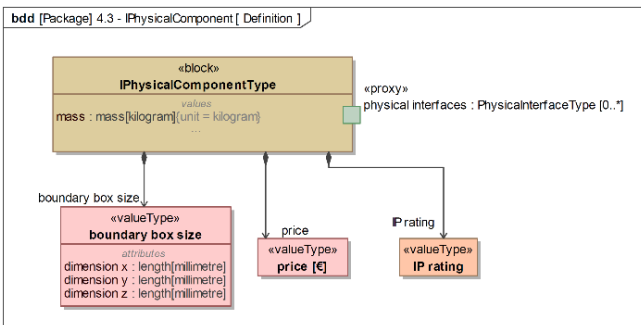 bdd [Package] 4.3 - IPhysicalComponent [ Definition ]
«block»
IPhysicalComponentType
values
mass : mass[kilogram]{unit = kilogram}
...
«proxy»
physical interfaces : PhysicalInterfaceType [0..*]
boundary box size
price
IP rating
«valueType»
boundary box size
attributes
dimension x : length[millimetre]
dimension y : length[millimetre]
dimension z : length[millimetre]
«valueType»
price [€]
«valueType»
IP rating